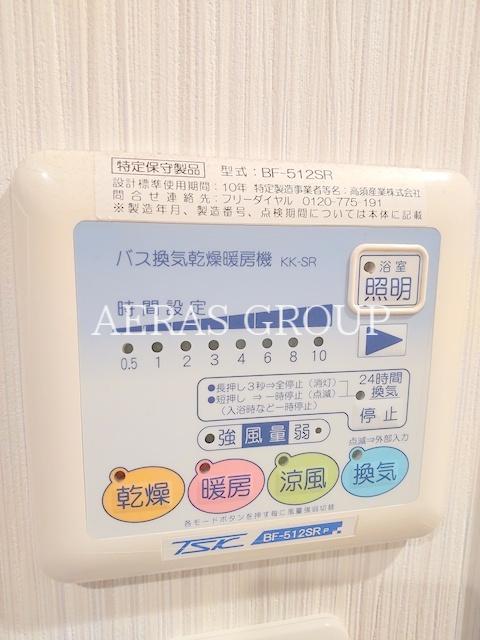 特定保守製品 型式：BF-512SR
設計標準使用期間：10年 特定製造事業者等名：高須産業株式会社
問合せ連絡先：フリーダイヤル 0120-775-191
※製造年月、製造番号、点検期間については本体に記載
バス換気乾燥暖房機 KK-SR
浴室
照明
時間設定
AERAS GROUP
0.5 1 2 3 4 6 8 10
●長押し3秒⇒全停止（消灯）
●短押し ⇒一時停止（点滅）
（入浴時など一時停止）
24時間
換気
停止
強 風量 弱
点滅⇒外部入力
乾燥 暖房 涼風 換気
各モードボタンを押す毎に風量強弱切替
TSK BF-512SR P